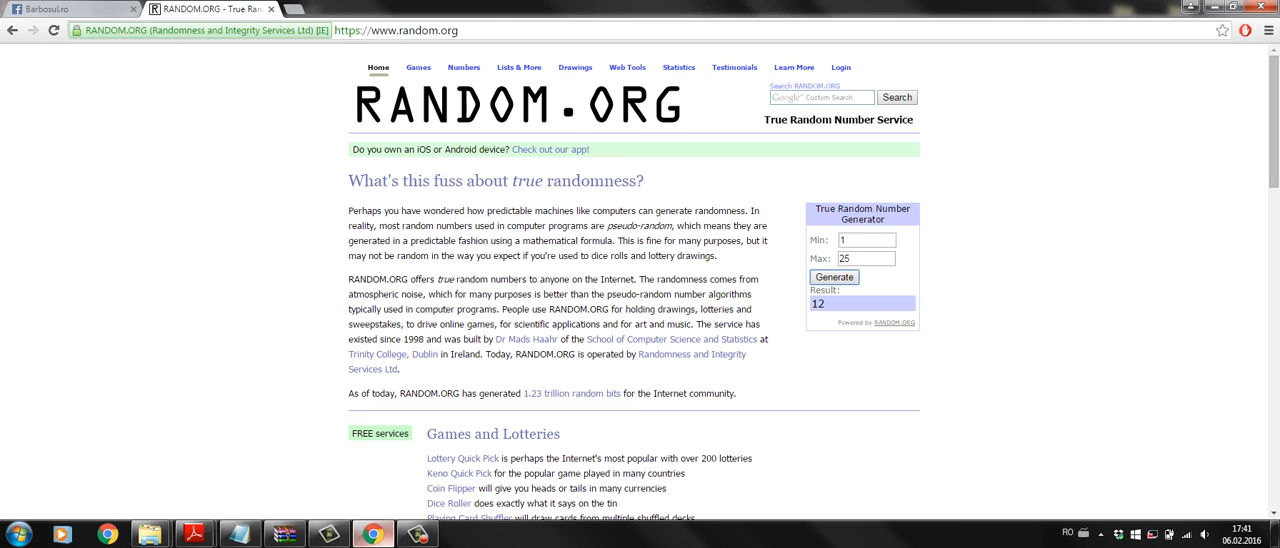 Barbosul.ro
RANDOM.ORG - True Ran
RANDOM.ORG (Randomness and Integrity Services Ltd) [IE]
https://www.random.org
Home Games Numbers Lists & More Drawings Web Tools Statistics Testimonials Learn More Login
RANDOM.ORG
Search RANDOM.ORG
Google™ Custom Search
Search
True Random Number Service
Do you own an iOS or Android device? Check out our app!
What's this fuss about true randomness?
Perhaps you have wondered how predictable machines like computers can generate randomness. In
reality, most random numbers used in computer programs are pseudo-random, which means they are
generated in a predictable fashion using a mathematical formula. This is fine for many purposes, but it
may not be random in the way you expect if you're used to dice rolls and lottery drawings.
RANDOM.ORG offers true random numbers to anyone on the Internet. The randomness comes from
atmospheric noise, which for many purposes is better than the pseudo-random number algorithms
typically used in computer programs. People use RANDOM.ORG for holding drawings, lotteries and
sweepstakes, to drive online games, for scientific applications and for art and music. The service has
existed since 1998 and was built by Dr Mads Haahr of the School of Computer Science and Statistics at
Trinity College, Dublin in Ireland. Today, RANDOM.ORG is operated by Randomness and Integrity
Services Ltd.
As of today, RANDOM.ORG has generated 1.23 trillion random bits for the Internet community.
True Random Number
Generator
Min: 1
Max: 25
Generate
Result:
12
Powered by RANDOM.ORG
FREE services
Games and Lotteries
Lottery Quick Pick is perhaps the Internet's most popular with over 200 lotteries
Keno Quick Pick for the popular game played in many countries
Coin Flipper will give you heads or tails in many currencies
Dice Roller does exactly what it says on the tin
Playing Card Shuffler will draw cards from multiple shuffled decks
RO
17:41
06.02.2016